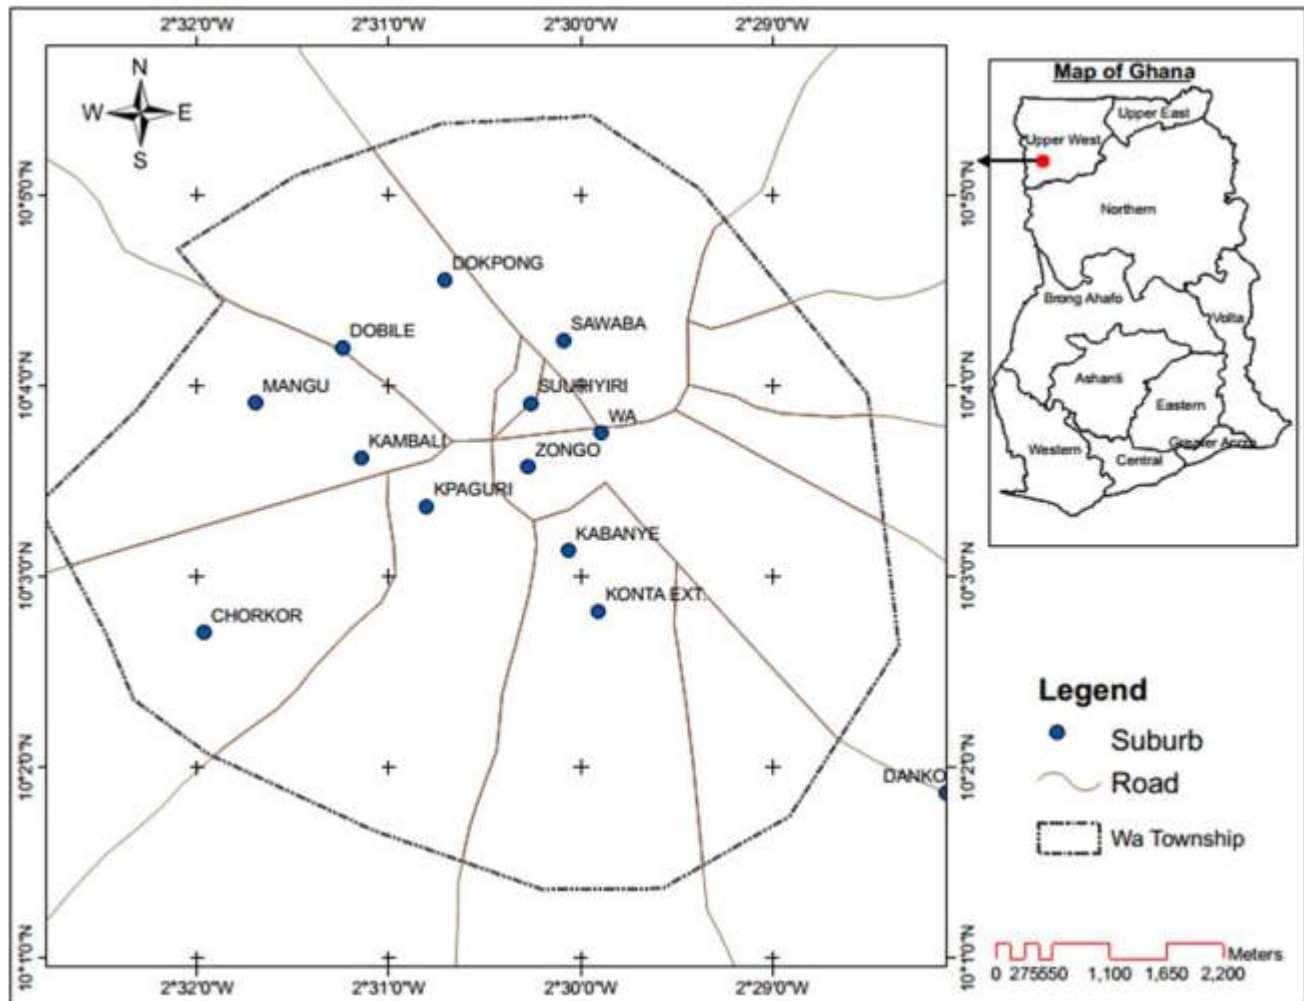 2°32'0"W 2°31'0"W 2°30'0"W 2°29'0"W
N
W E
S
10°5'0"N
10°4'0"N
10°3'0"N
10°2'0"N
10°1'0"N
DOKPONG
SAWABA
DOBILE
MANGU
SUURIYIRI
WA
KAMBALI
ZONGO
KPAGURI
KABANYE
KONTA EXT.
CHORKOR
DANKO
10°5'0"N
10°4'0"N
10°3'0"N
10°2'0"N
10°1'0"N
2°32'0"W 2°31'0"W 2°30'0"W 2°29'0"W
Map of Ghana
Upper East
Upper West
Northern
Brong Ahafo
Volta
Ashanti
Eastern
Greater Accra
Western
Central
Legend
Suburb
Road
Wa Township
Meters
0 275550 1,100 1,650 2,200